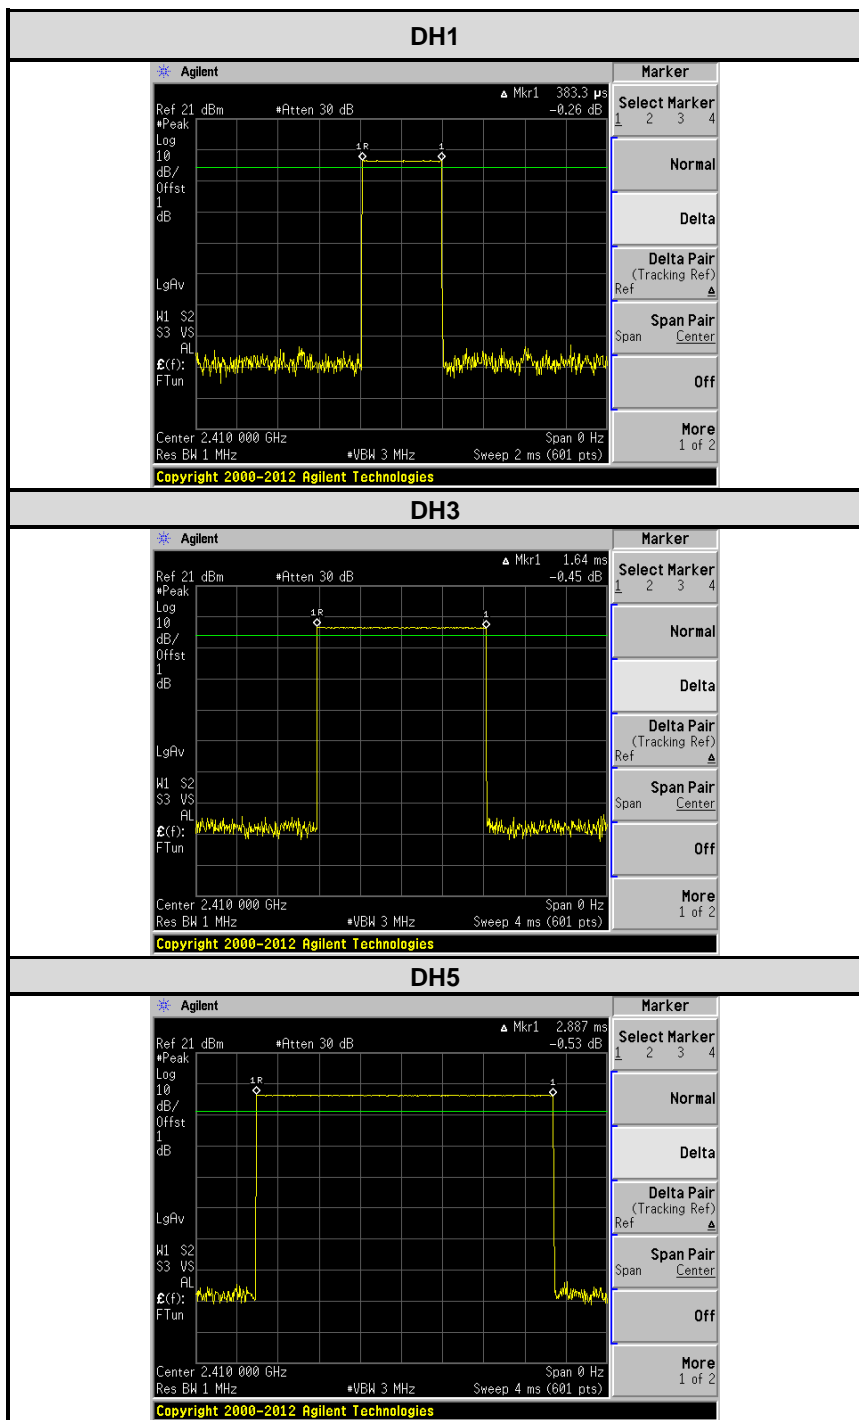 DH1
Agilent
Marker
Δ Mkr1 383.3 µs
Ref 21 dBm #Atten 30 dB -0.26 dB
#Peak
Log
10
dB/
Offst
1
dB
LgAv
W1 S2
S3 VS
AL
£(f):
FTun
1R 1
Center 2.410 000 GHz Span 0 Hz
Res BW 1 MHz #VBW 3 MHz Sweep 2 ms (601 pts)
Copyright 2000-2012 Agilent Technologies
Select Marker
1 2 3 4
Normal
Delta
Delta Pair
(Tracking Ref)
Ref Δ
Span Pair
Span Center
Off
More
1 of 2
DH3
Agilent
Marker
Δ Mkr1 1.64 ms
Ref 21 dBm #Atten 30 dB -0.45 dB
#Peak
Log
10
dB/
Offst
1
dB
LgAv
W1 S2
S3 VS
AL
£(f):
FTun
1R 1
Center 2.410 000 GHz Span 0 Hz
Res BW 1 MHz #VBW 3 MHz Sweep 4 ms (601 pts)
Copyright 2000-2012 Agilent Technologies
Select Marker
1 2 3 4
Normal
Delta
Delta Pair
(Tracking Ref)
Ref Δ
Span Pair
Span Center
Off
More
1 of 2
DH5
Agilent
Marker
Δ Mkr1 2.887 ms
Ref 21 dBm #Atten 30 dB -0.53 dB
#Peak
Log
10
dB/
Offst
1
dB
LgAv
W1 S2
S3 VS
AL
£(f):
FTun
1R 1
Center 2.410 000 GHz Span 0 Hz
Res BW 1 MHz #VBW 3 MHz Sweep 4 ms (601 pts)
Copyright 2000-2012 Agilent Technologies
Select Marker
1 2 3 4
Normal
Delta
Delta Pair
(Tracking Ref)
Ref Δ
Span Pair
Span Center
Off
More
1 of 2